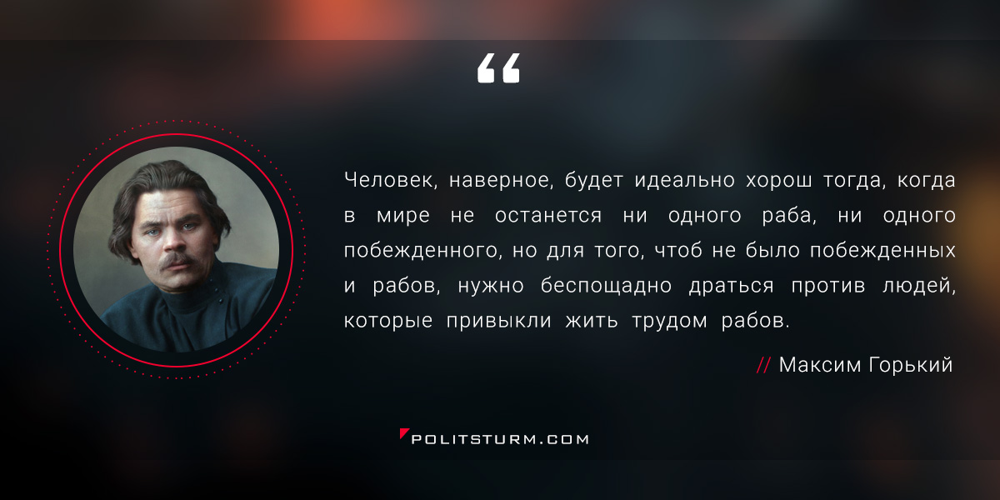 “
Человек, наверное, будет идеально хорош тогда, когда
в мире не останется ни одного раба, ни одного
побежденного, но для того, чтоб не было побежденных
и рабов, нужно беспощадно драться против людей,
которые привыкли жить трудом рабов.
// Максим Горький
POLITSTURM.COM